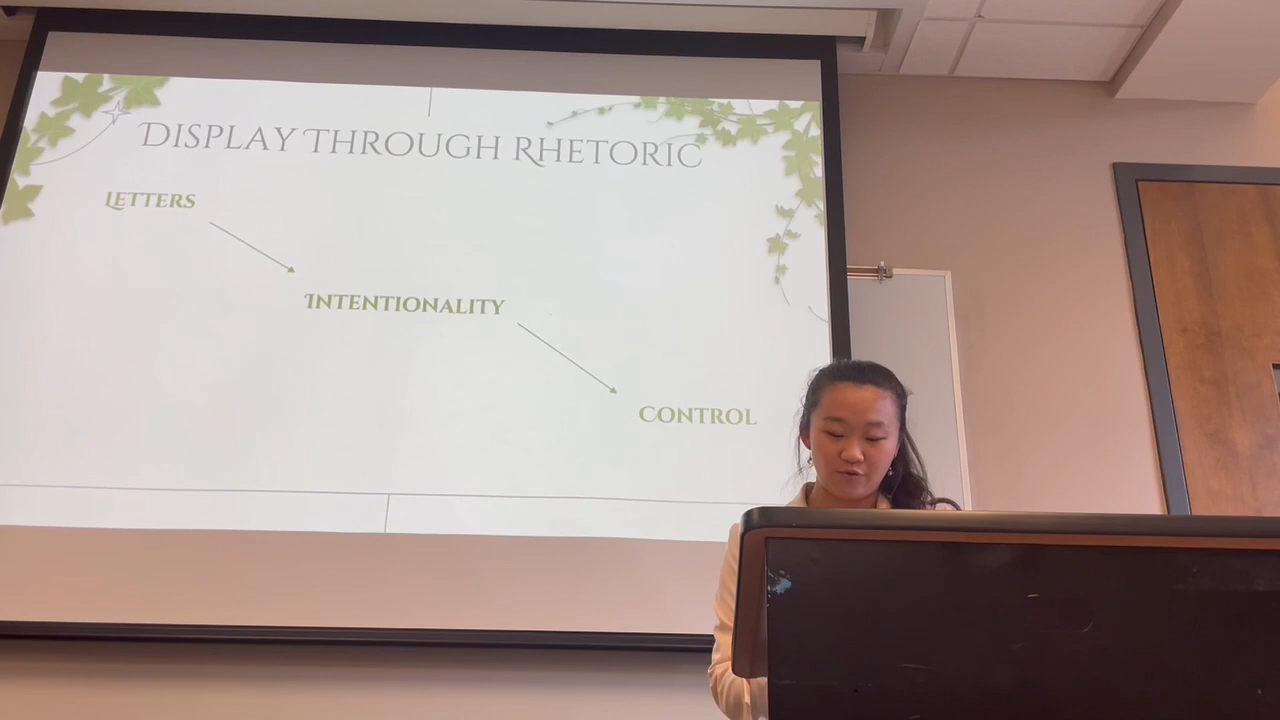 Display Through Rhetoric
Letters
Intentionality
Control